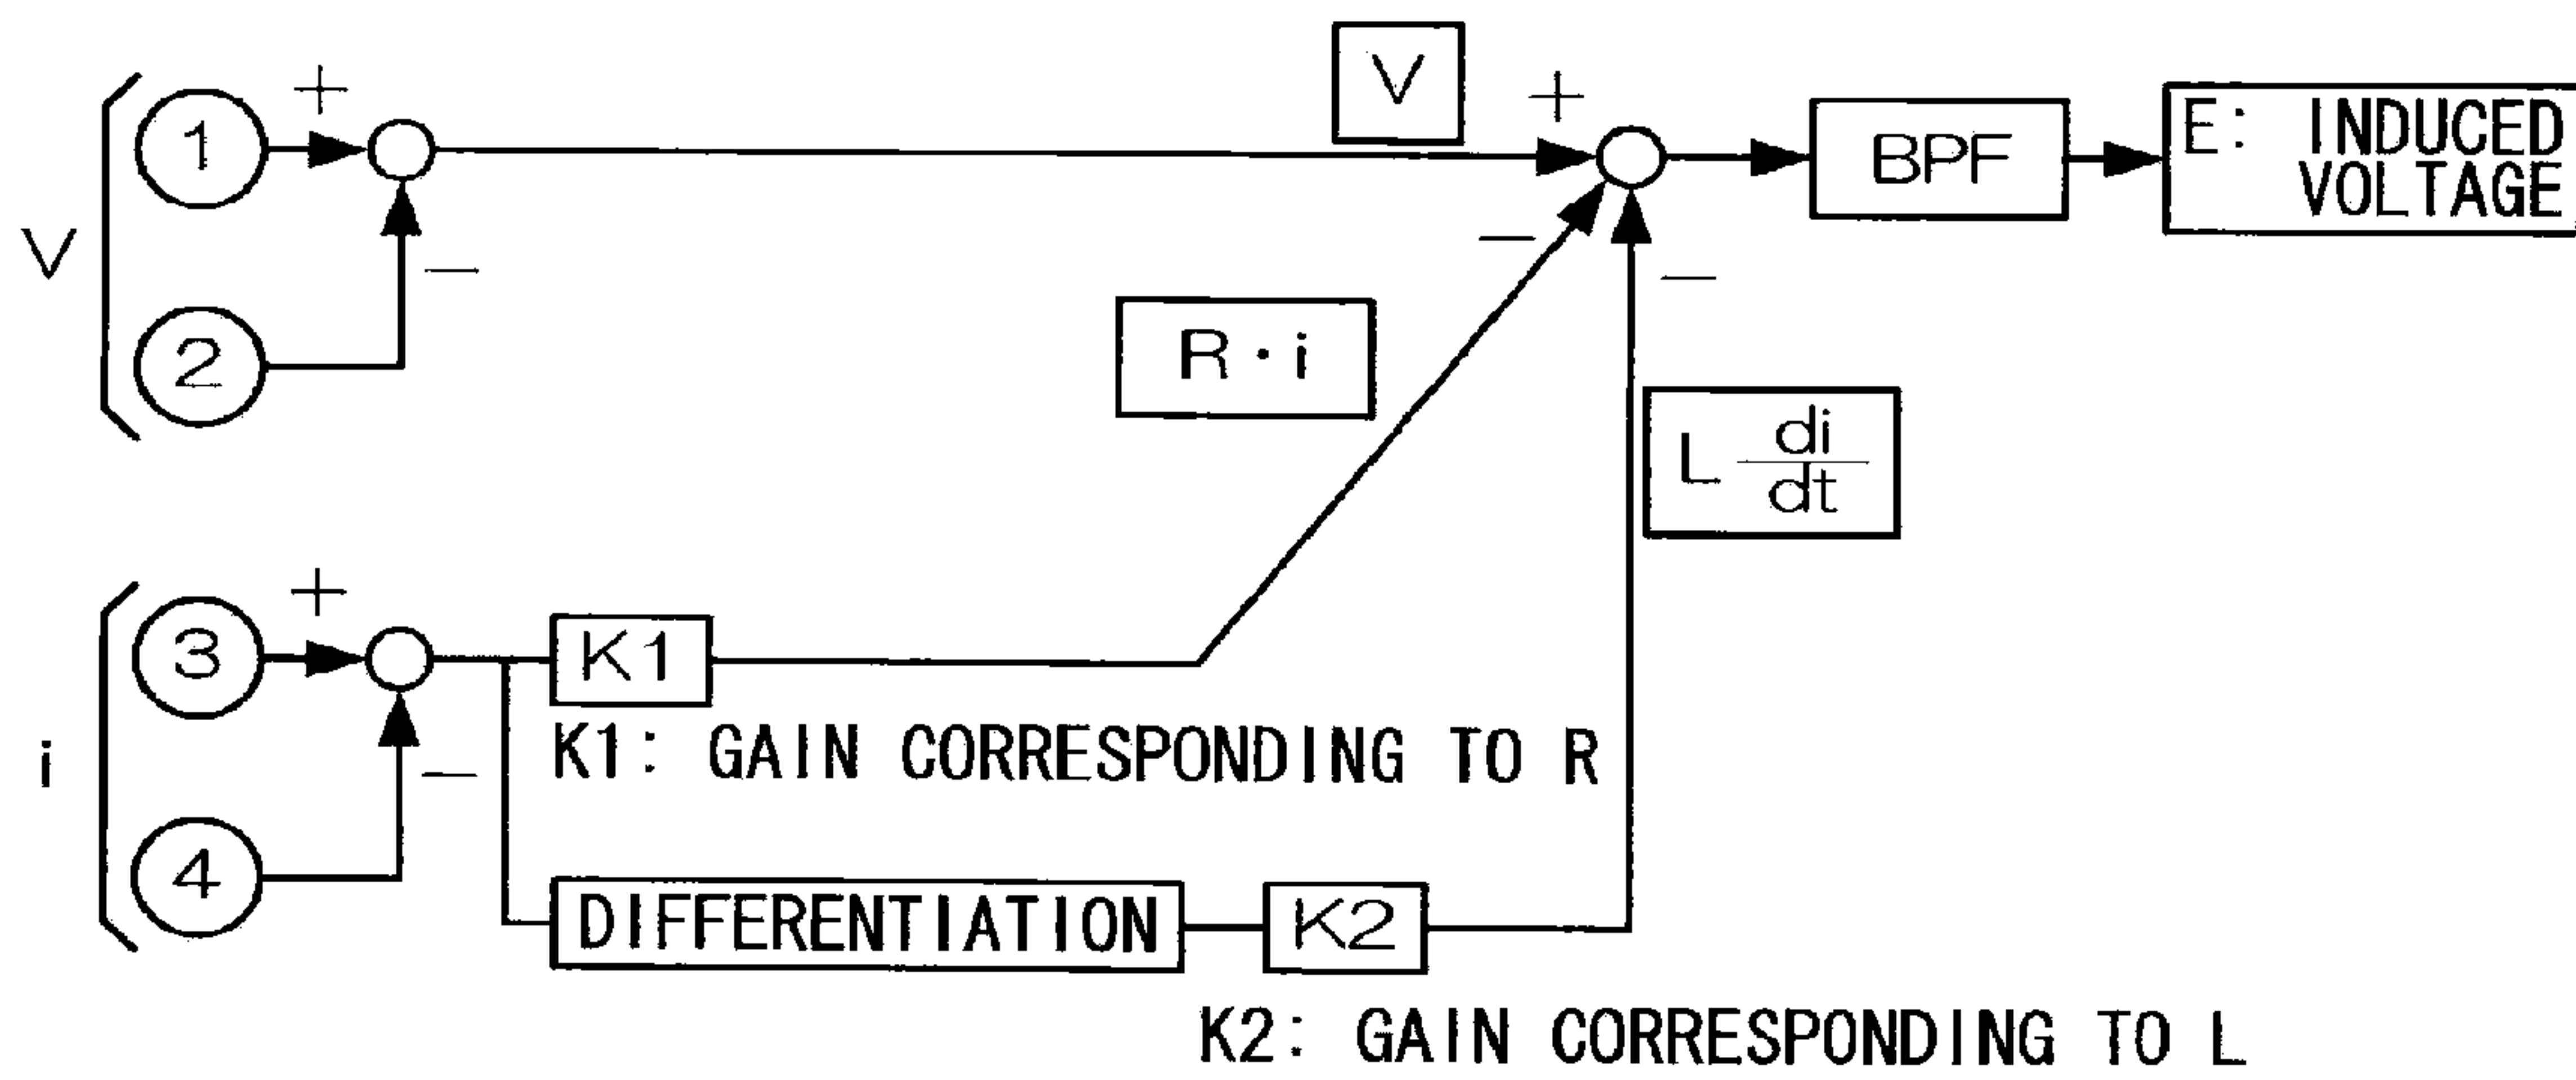 V
+
1
−
2
V
+
−
R・i
−
L di/dt
BPF
E: INDUCED
VOLTAGE
i
+
3
−
4
K1
K1: GAIN CORRESPONDING TO R
DIFFERENTIATION
K2
K2: GAIN CORRESPONDING TO L